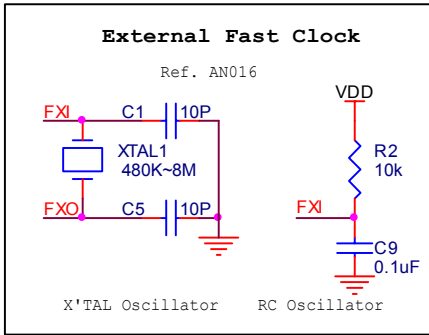 External Fast Clock
Ref. AN016
FXI C1 10P
XTAL1
480K~8M
FXO C5 10P
X'TAL Oscillator
VDD
R2
10k
FXI
C9
0.1uF
RC Oscillator